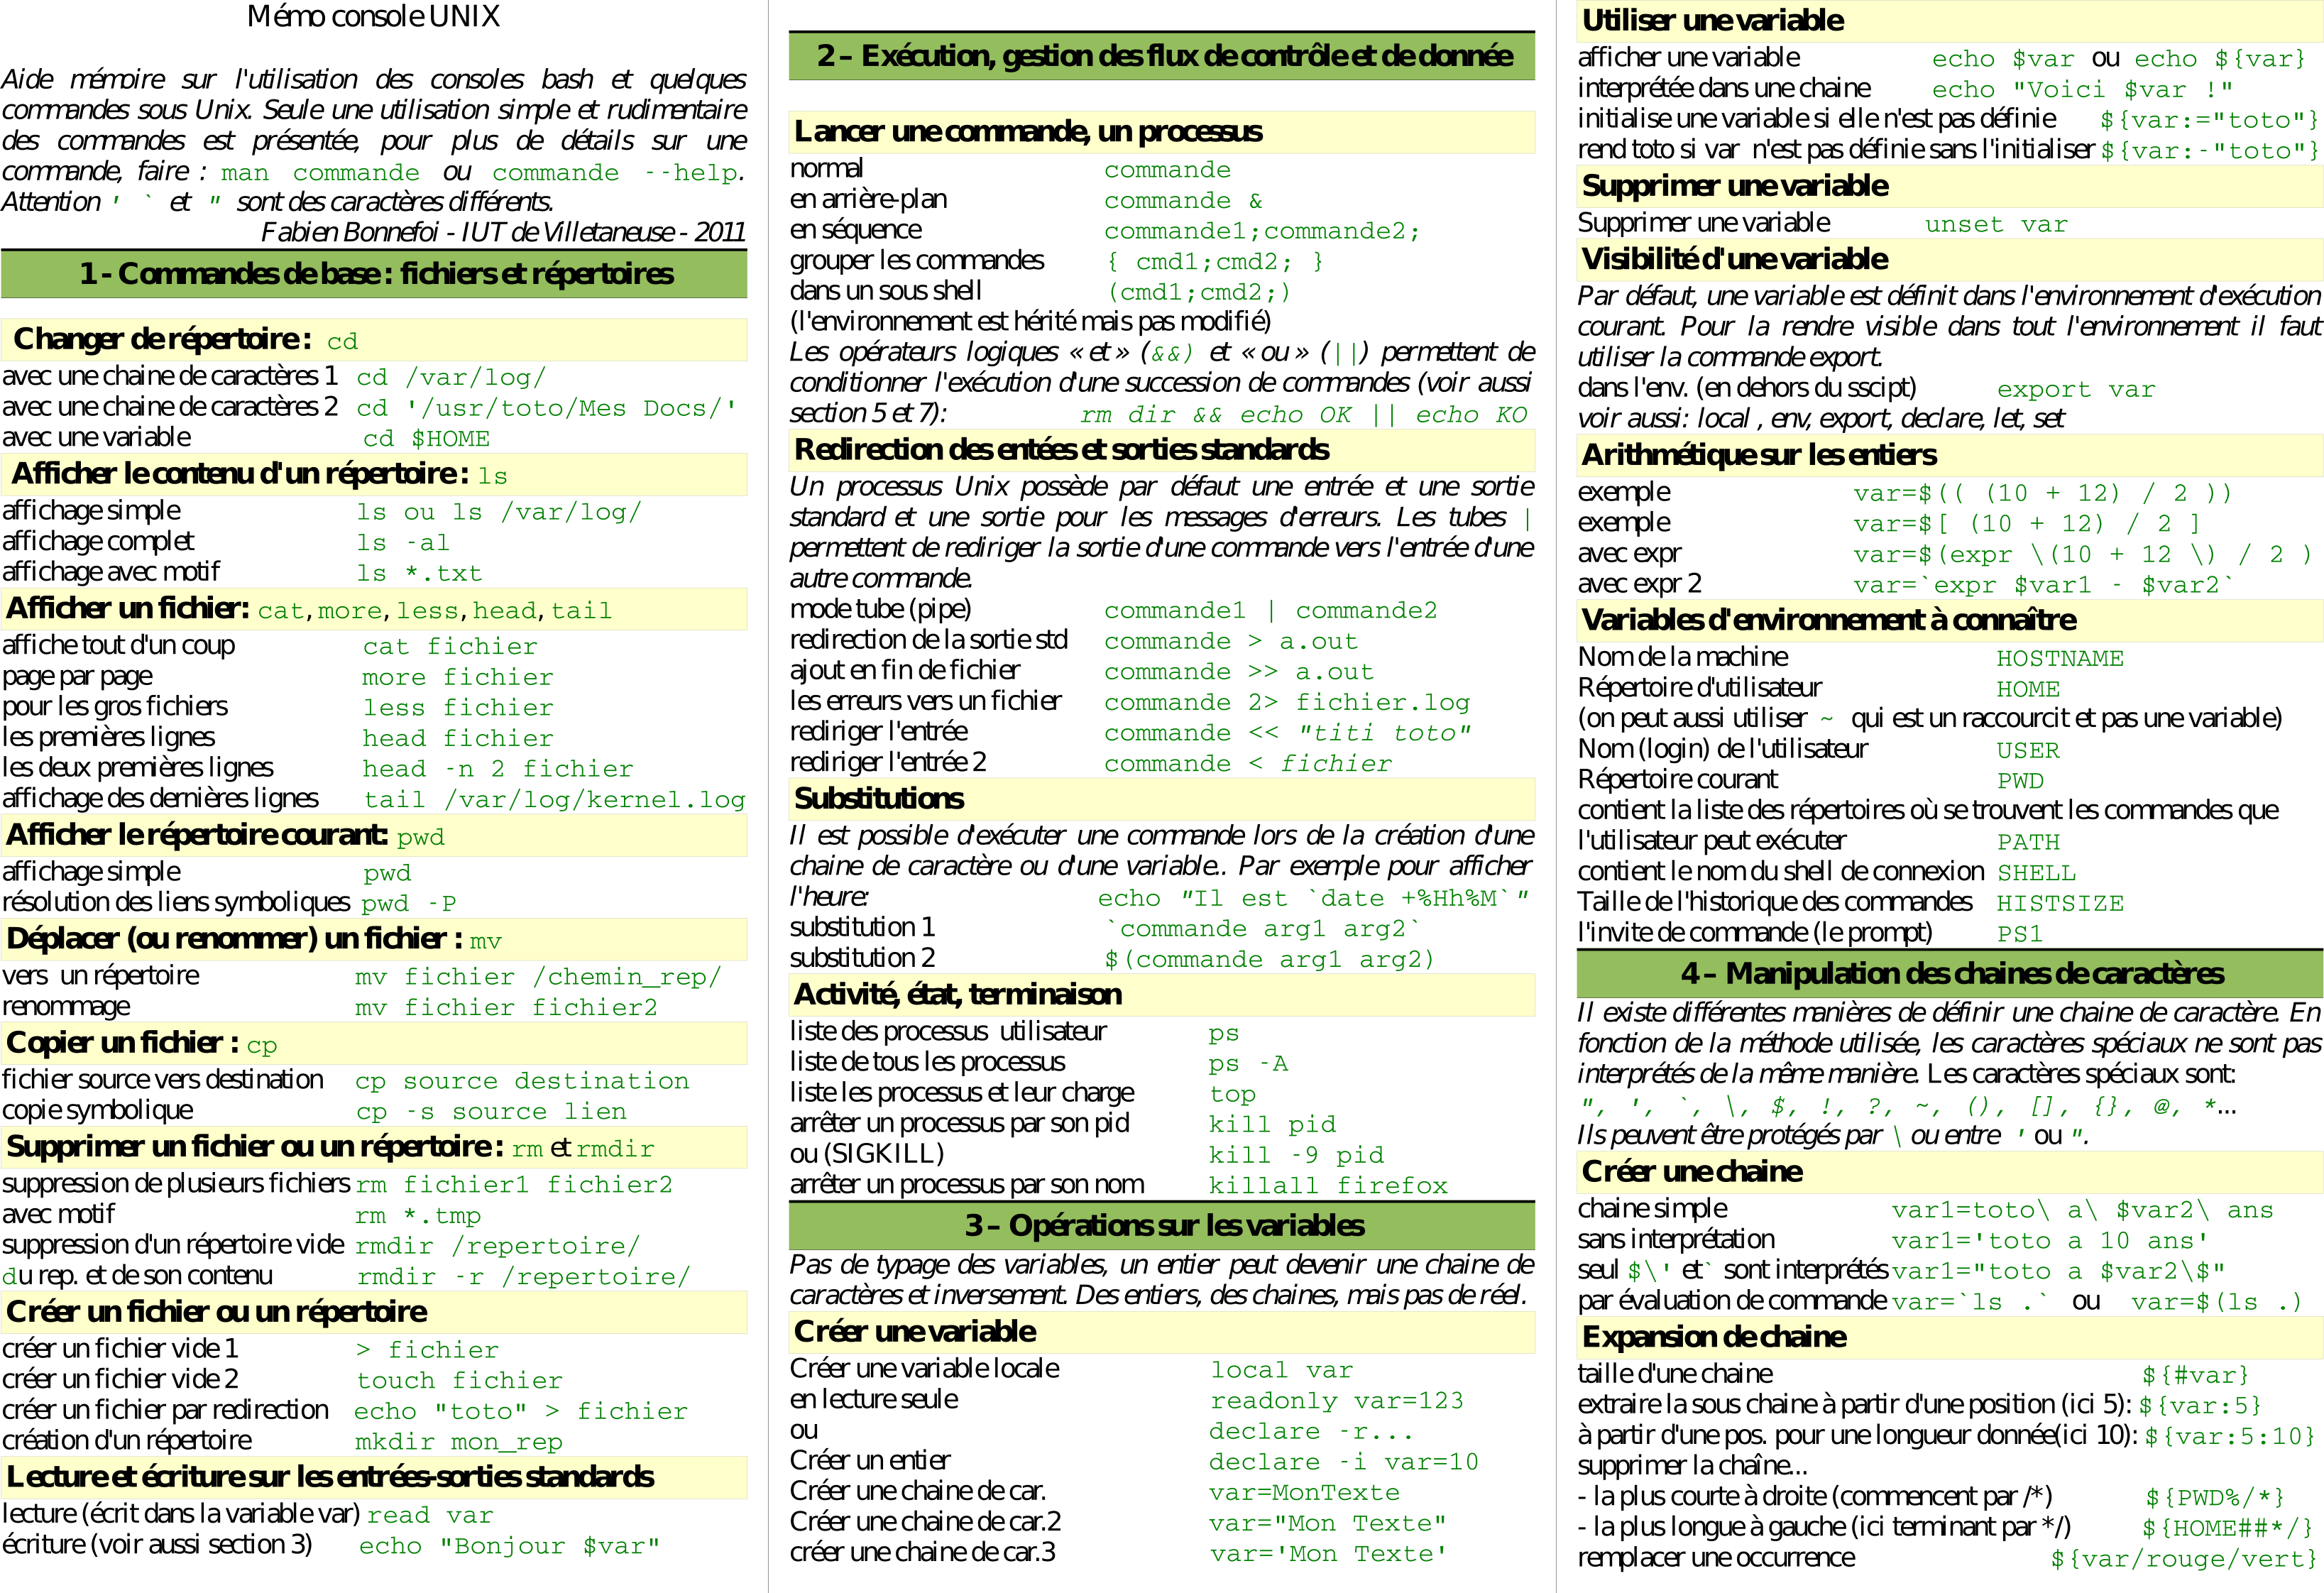 Mémo console UNIX
Aide mémoire sur l'utilisation des consoles bash et quelques
commandes sous Unix. Seule une utilisation simple et rudimentaire
des commandes est présentée, pour plus de détails sur une
commande, faire : man commande ou commande --help.
Attention ' ` et " sont des caractères différents.
Fabien Bonnefoi - IUT de Villetaneuse - 2011
1 - Commandes de base : fichiers et répertoires
Changer de répertoire : cd
avec une chaine de caractères 1 cd /var/log/
avec une chaine de caractères 2 cd '/usr/toto/Mes Docs/'
avec une variable cd $HOME
Afficher le contenu d'un répertoire : ls
affichage simple ls ou ls /var/log/
affichage complet ls -al
affichage avec motif ls *.txt
Afficher un fichier: cat, more, less, head, tail
affiche tout d'un coup cat fichier
page par page more fichier
pour les gros fichiers less fichier
les premières lignes head fichier
les deux premières lignes head -n 2 fichier
affichage des dernières lignes tail /var/log/kernel.log
Afficher le répertoire courant: pwd
affichage simple pwd
résolution des liens symboliques pwd -P
Déplacer (ou renommer) un fichier : mv
vers un répertoire mv fichier /chemin_rep/
renommage mv fichier fichier2
Copier un fichier : cp
fichier source vers destination cp source destination
copie symbolique cp -s source lien
Supprimer un fichier ou un répertoire : rm et rmdir
suppression de plusieurs fichiers rm fichier1 fichier2
avec motif rm *.tmp
suppression d'un répertoire vide rmdir /repertoire/
du rep. et de son contenu rmdir -r /repertoire/
Créer un fichier ou un répertoire
créer un fichier vide 1 > fichier
créer un fichier vide 2 touch fichier
créer un fichier par redirection echo "toto" > fichier
création d'un répertoire mkdir mon_rep
Lecture et écriture sur les entrées-sorties standards
lecture (écrit dans la variable var) read var
écriture (voir aussi section 3) echo "Bonjour $var"
2 – Exécution, gestion des flux de contrôle et de donnée
Lancer une commande, un processus
normal commande
en arrière-plan commande &
en séquence commande1;commande2;
grouper les commandes { cmd1;cmd2; }
dans un sous shell (cmd1;cmd2;)
(l'environnement est hérité mais pas modifié)
Les opérateurs logiques « et » (&&) et « ou » (||) permettent de
conditionner l'exécution d'une succession de commandes (voir aussi
section 5 et 7): rm dir && echo OK || echo KO
Redirection des entées et sorties standards
Un processus Unix possède par défaut une entrée et une sortie
standard et une sortie pour les messages d'erreurs. Les tubes |
permettent de rediriger la sortie d'une commande vers l'entrée d'une
autre commande.
mode tube (pipe) commande1 | commande2
redirection de la sortie std commande > a.out
ajout en fin de fichier commande >> a.out
les erreurs vers un fichier commande 2> fichier.log
rediriger l'entrée commande << "titi toto"
rediriger l'entrée 2 commande < fichier
Substitutions
Il est possible d'exécuter une commande lors de la création d'une
chaine de caractère ou d'une variable.. Par exemple pour afficher
l'heure: echo "Il est `date +%Hh%M`"
substitution 1 `commande arg1 arg2`
substitution 2 $(commande arg1 arg2)
Activité, état, terminaison
liste des processus utilisateur ps
liste de tous les processus ps -A
liste les processus et leur charge top
arrêter un processus par son pid kill pid
ou (SIGKILL) kill -9 pid
arrêter un processus par son nom killall firefox
3 – Opérations sur les variables
Pas de typage des variables, un entier peut devenir une chaine de
caractères et inversement. Des entiers, des chaines, mais pas de réel.
Créer une variable
Créer une variable locale local var
en lecture seule readonly var=123
ou declare -r...
Créer un entier declare -i var=10
Créer une chaine de car. var=MonTexte
Créer une chaine de car.2 var="Mon Texte"
créer une chaine de car.3 var='Mon Texte'
Utiliser une variable
afficher une variable echo $var ou echo ${var}
interprétée dans une chaine echo "Voici $var !"
initialise une variable si elle n'est pas définie ${var:="toto"}
rend toto si var n'est pas définie sans l'initialiser ${var:-"toto"}
Supprimer une variable
Supprimer une variable unset var
Visibilité d'une variable
Par défaut, une variable est définit dans l'environnement d'exécution
courant. Pour la rendre visible dans tout l'environnement il faut
utiliser la commande export.
dans l'env. (en dehors du sscipt) export var
voir aussi: local , env, export, declare, let, set
Arithmétique sur les entiers
exemple var=$(( (10 + 12) / 2 ))
exemple var=$[ (10 + 12) / 2 ]
avec expr var=$(expr \(10 + 12 \) / 2 )
avec expr 2 var=`expr $var1 - $var2`
Variables d'environnement à connaître
Nom de la machine HOSTNAME
Répertoire d'utilisateur HOME
(on peut aussi utiliser ~ qui est un raccourcit et pas une variable)
Nom (login) de l'utilisateur USER
Répertoire courant PWD
contient la liste des répertoires où se trouvent les commandes que
l'utilisateur peut exécuter PATH
contient le nom du shell de connexion SHELL
Taille de l'historique des commandes HISTSIZE
l'invite de commande (le prompt) PS1
4 – Manipulation des chaines de caractères
Il existe différentes manières de définir une chaine de caractère. En
fonction de la méthode utilisée, les caractères spéciaux ne sont pas
interprétés de la même manière. Les caractères spéciaux sont:
", ', `, \, $, !, ?, ~, (), [], {}, @, *...
Ils peuvent être protégés par \ ou entre ' ou ".
Créer une chaine
chaine simple var1=toto\ a\ $var2\ ans
sans interprétation var1='toto a 10 ans'
seul $\' et ` sont interprétés var1="toto a $var2\$"
par évaluation de commande var=`ls .` ou var=$(ls .)
Expansion de chaine
taille d'une chaine ${#var}
extraire la sous chaine à partir d'une position (ici 5): ${var:5}
à partir d'une pos. pour une longueur donnée(ici 10): ${var:5:10}
supprimer la chaîne...
- la plus courte à droite (commencent par /*) ${PWD%/*}
- la plus longue à gauche (ici terminant par */) ${HOME##*/}
remplacer une occurrence ${var/rouge/vert}